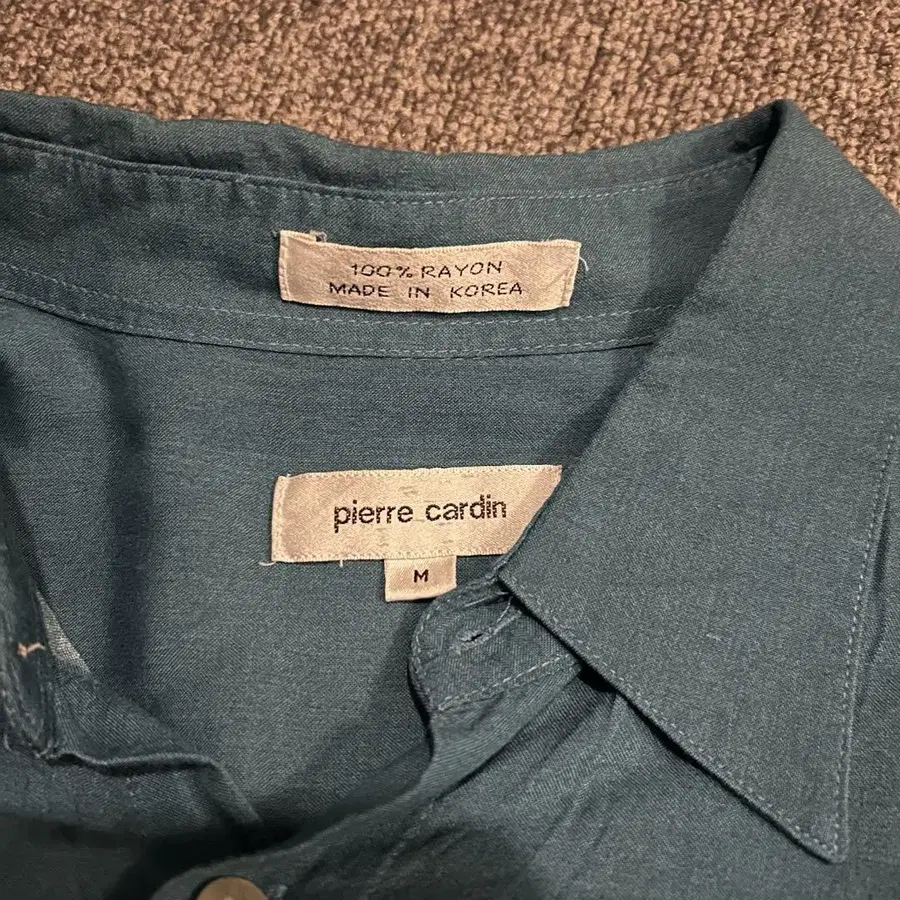 100% RAYON
MADE IN KOREA
pierre cardin
M